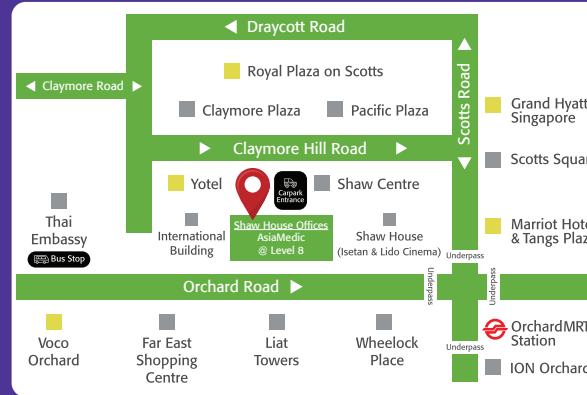 Draycott Road
Claymore Road
Royal Plaza on Scotts
Claymore Plaza
Pacific Plaza
Scotts Road
Grand Hyatt
Singapore
Claymore Hill Road
Scotts Squa
Yotel
Carpark
Entrance
Shaw Centre
Thai
Embassy
Bus Stop
International
Building
Shaw House Offices
AsiaMedic
@ Level 8
Shaw House
(Isetan & Lido Cinema)
Marriot Hote
& Tangs Plaz
Underpass
Orchard Road
Underpass
Underpass
Underpass
Voco
Orchard
Far East
Shopping
Centre
Liat
Towers
Wheelock
Place
OrchardMRT
Station
ION Orchard